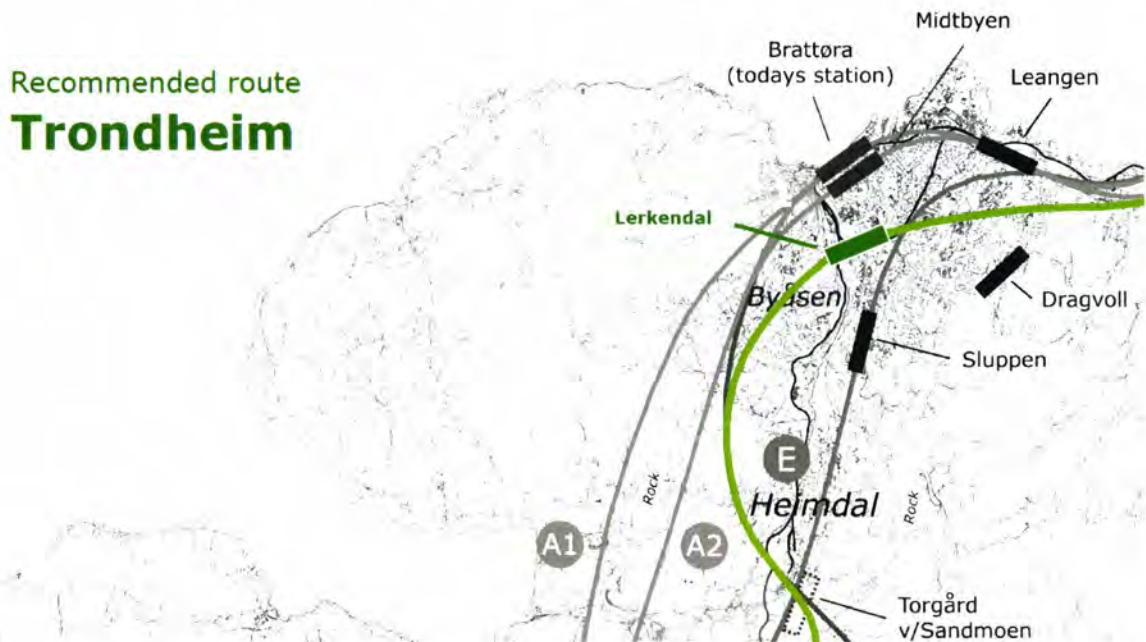 Recommended route
Trondheim
Midtbyen
Brattøra
(todays station)
Leangen
Lerkendal
Byåsen
Dragvoll
Sluppen
E
Rock
Heimdal
Rock
A1
A2
Torgård
v/Sandmoen